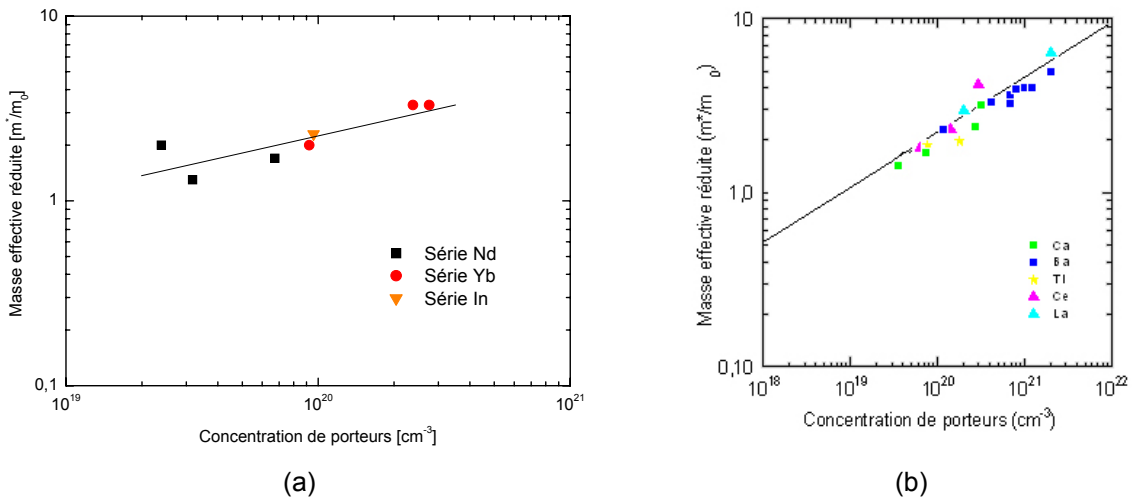 10
1
0,1
10^19
10^20
10^21
Masse effective réduite [m*/m0]
Concentration de porteurs [cm-3]
Série Nd
Série Yb
Série In
(a)
10
1,0
0,10
10^18
10^19
10^20
10^21
10^22
Masse effective réduite (m*/m0)
Concentration de porteurs (cm-3)
Ca
Ba
Tl
Ce
La
(b)